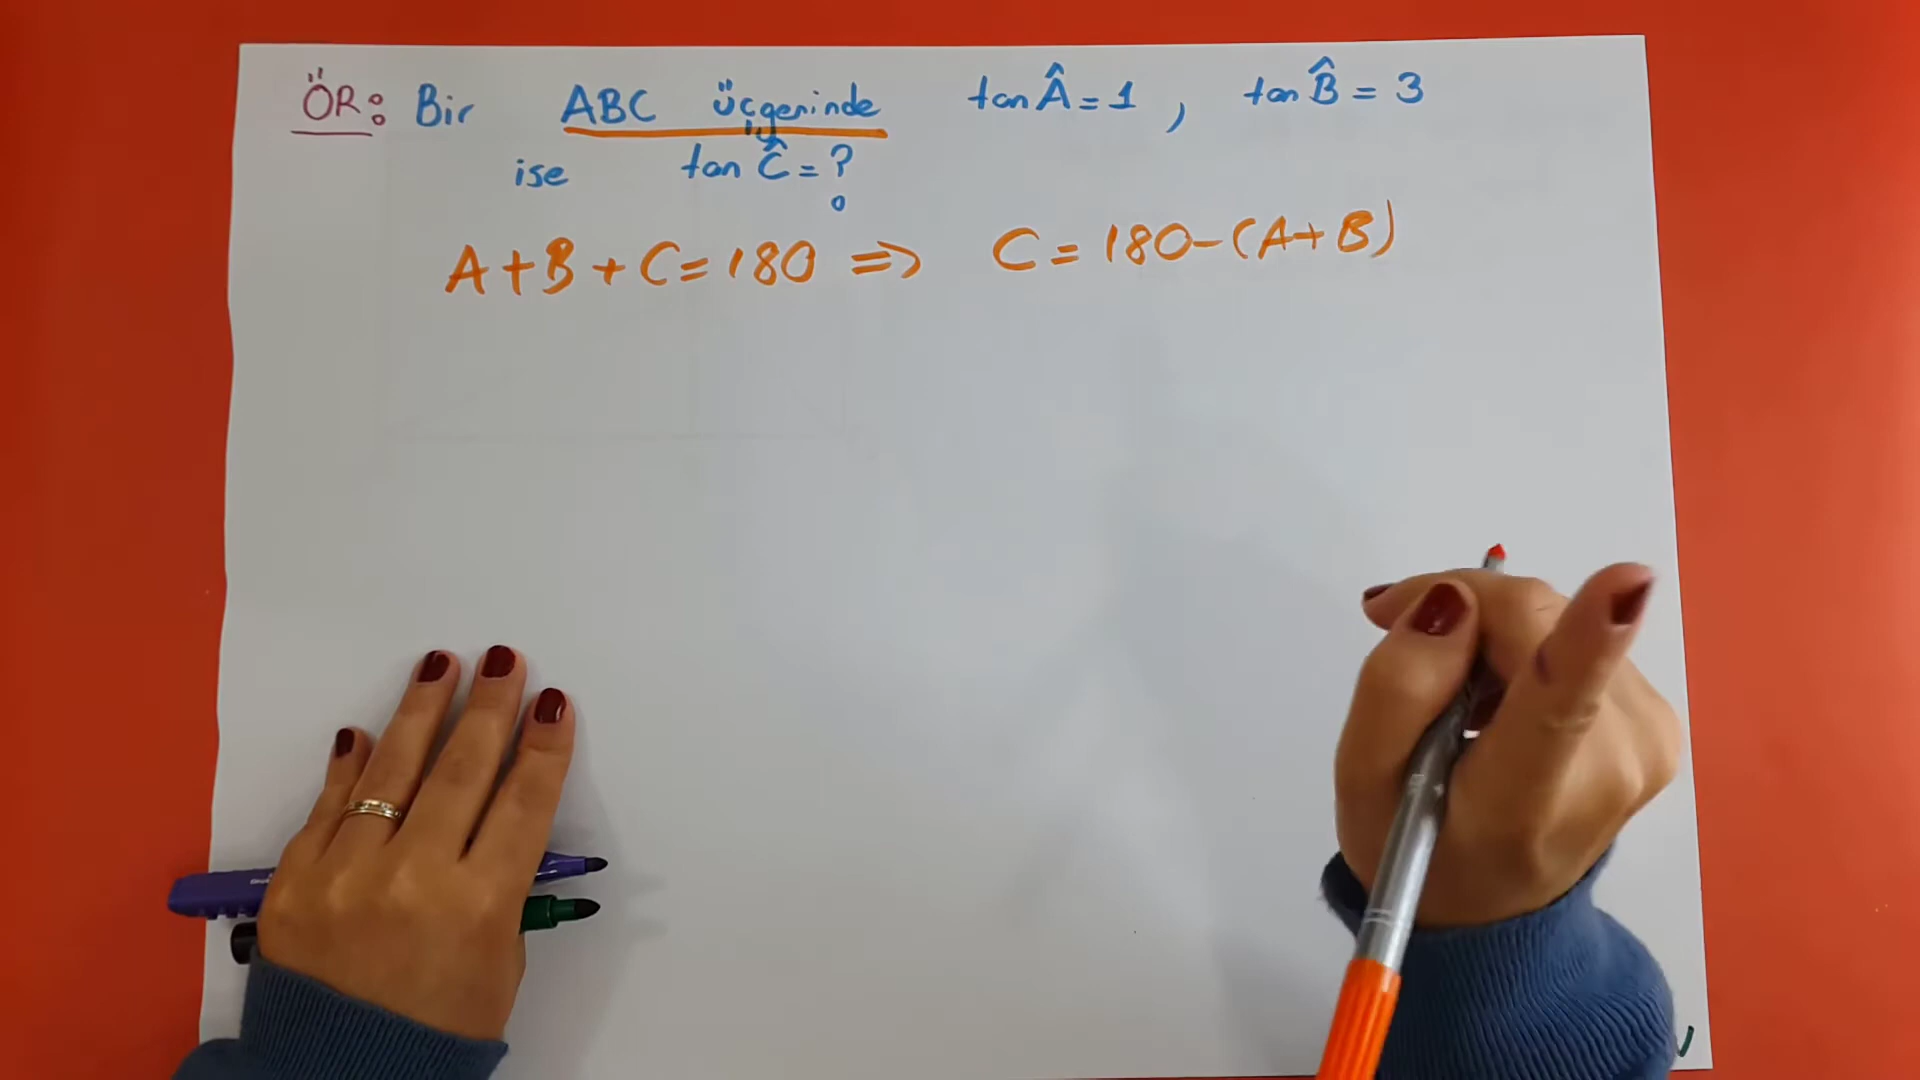 ÖR: Bir ABC üçgeninde tan Â = 1, tan B̂ = 3
ise tan Ĉ = ?
A + B + C = 180 ⇒ C = 180 - (A + B)